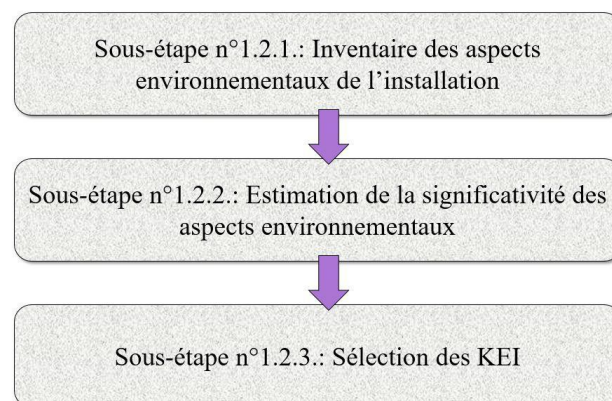 Sous-étape n°1.2.1.: Inventaire des aspects
environnementaux de l’installation
Sous-étape n°1.2.2.: Estimation de la significativité des
aspects environnementaux
Sous-étape n°1.2.3.: Sélection des KEI